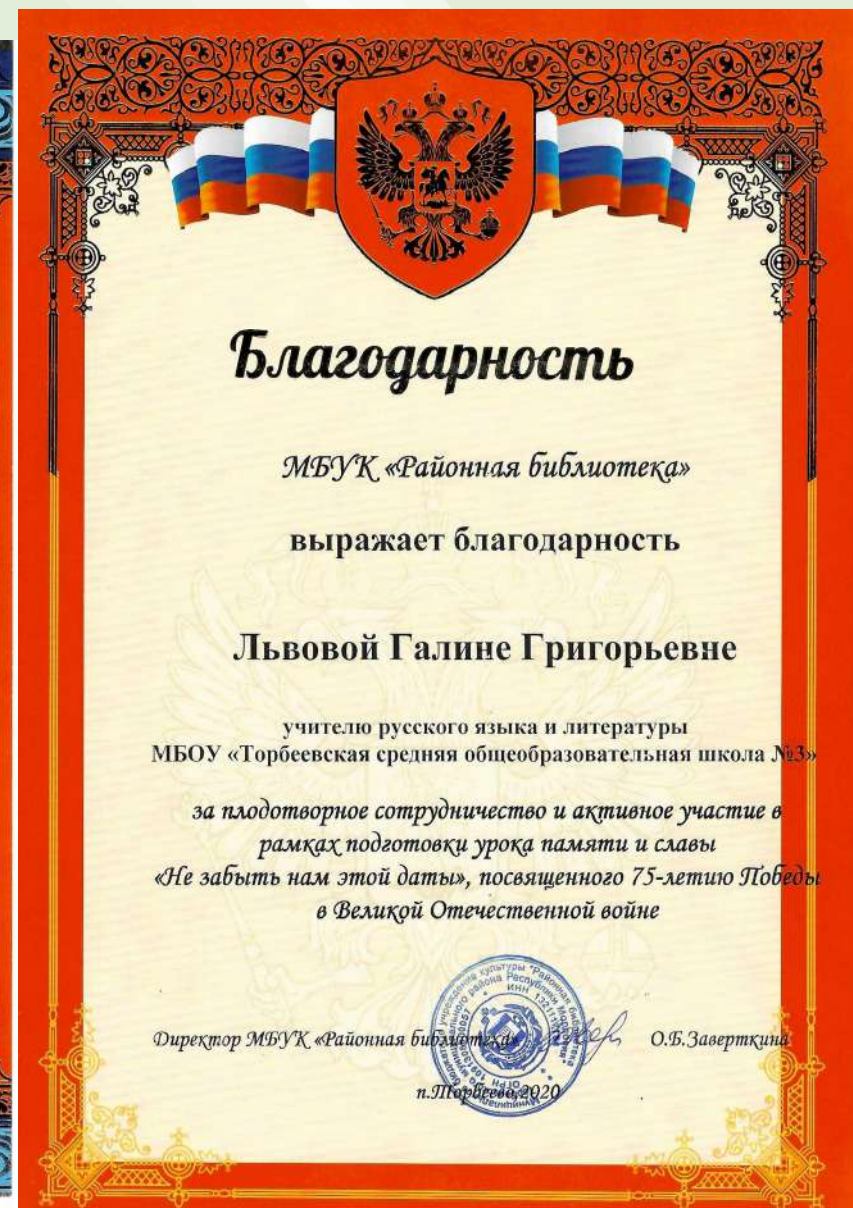 Благодарность
МБУК «Районная библиотека»
выражает благодарность
Львовой Галине Григорьевне
учителю русского языка и литературы
МБОУ «Торбеевская средняя общеобразовательная школа №3»
за плодотворное сотрудничество и активное участие в
рамках подготовки урока памяти и славы
«Не забыть нам этой даты», посвященного 75-летию Победы
в Великой Отечественной войне
Директор МБУК «Районная библиотека» О.Б.Заверткина
п.Торбеево,2020